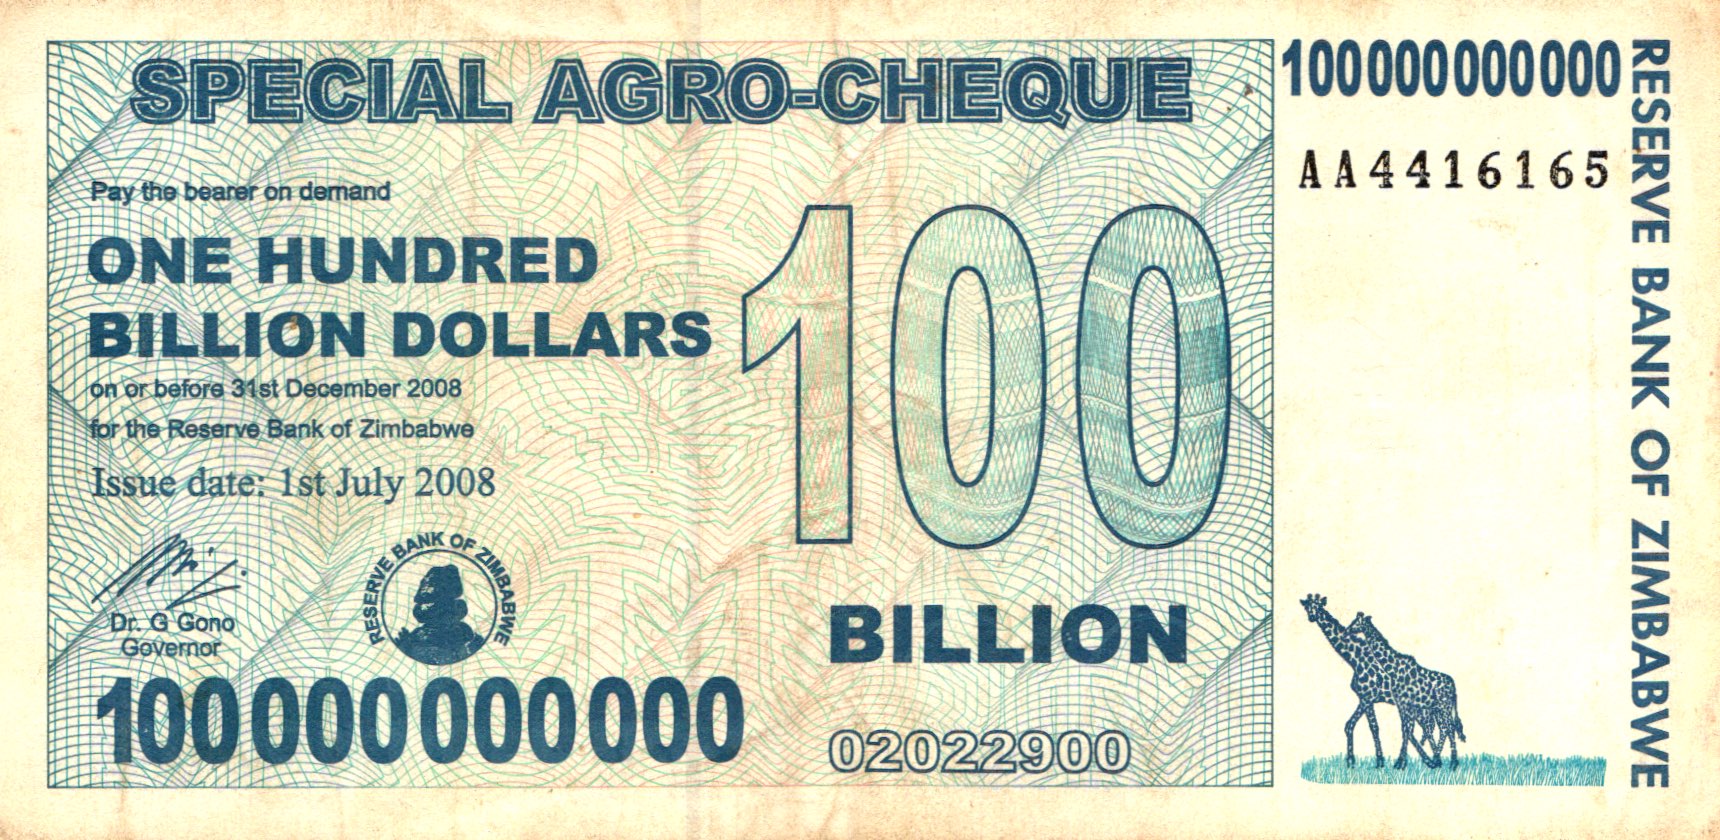 SPECIAL AGRO-CHEQUE
100000000000
AA4416165
RESERVE BANK OF ZIMBABWE
Pay the bearer on demand
ONE HUNDRED
BILLION DOLLARS
on or before 31st December 2008
for the Reserve Bank of Zimbabwe
Issue date: 1st July 2008
100
BILLION
Dr. G Gono
Governor
RESERVE BANK OF ZIMBABWE
100000000000
02022900